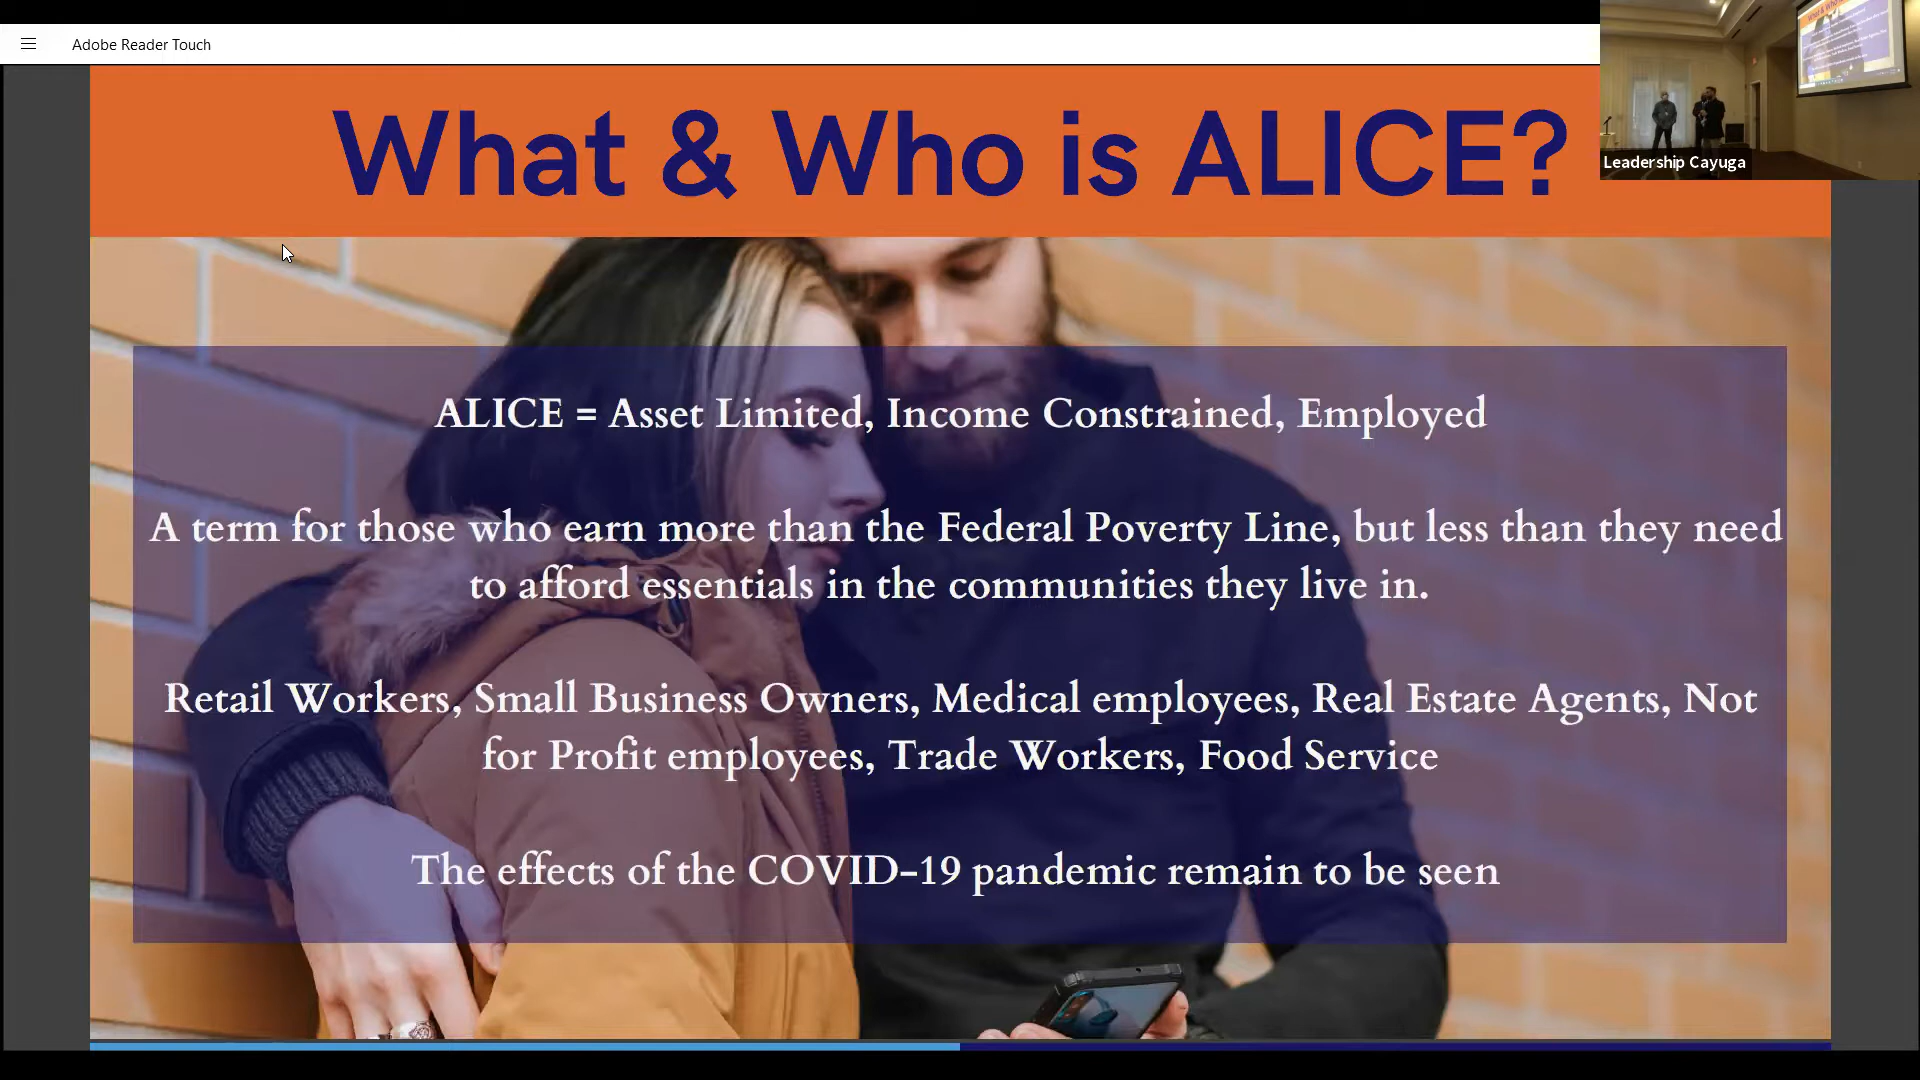 Adobe Reader Touch
What & Who is ALICE?
Leadership Cayuga
ALICE = Asset Limited, Income Constrained, Employed
A term for those who earn more than the Federal Poverty Line, but less than they need
to afford essentials in the communities they live in.
Retail Workers, Small Business Owners, Medical employees, Real Estate Agents, Not
for Profit employees, Trade Workers, Food Service
The effects of the COVID-19 pandemic remain to be seen